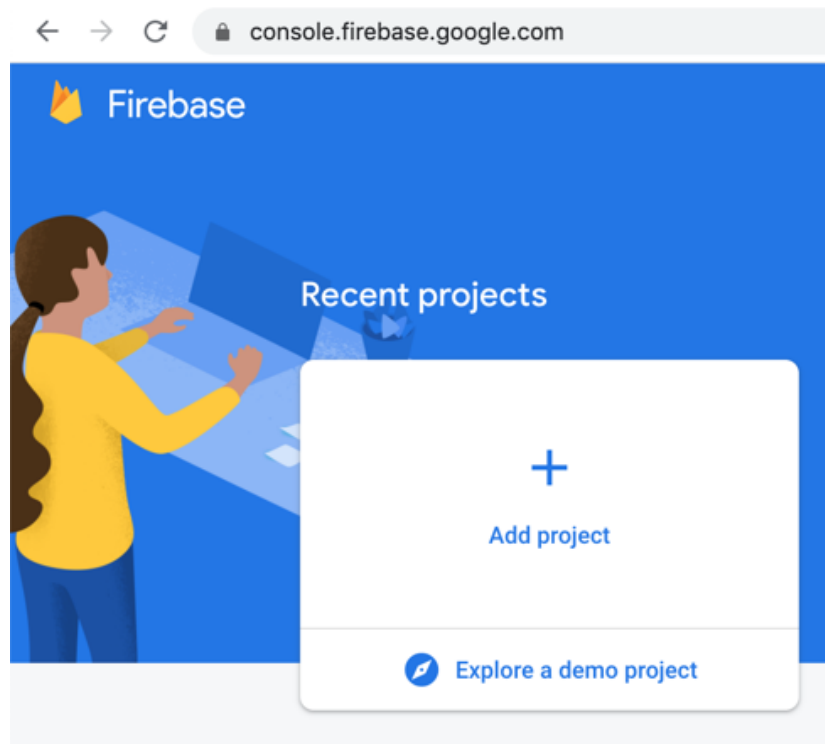 console.firebase.google.com
Firebase
Recent projects
Add project
Explore a demo project